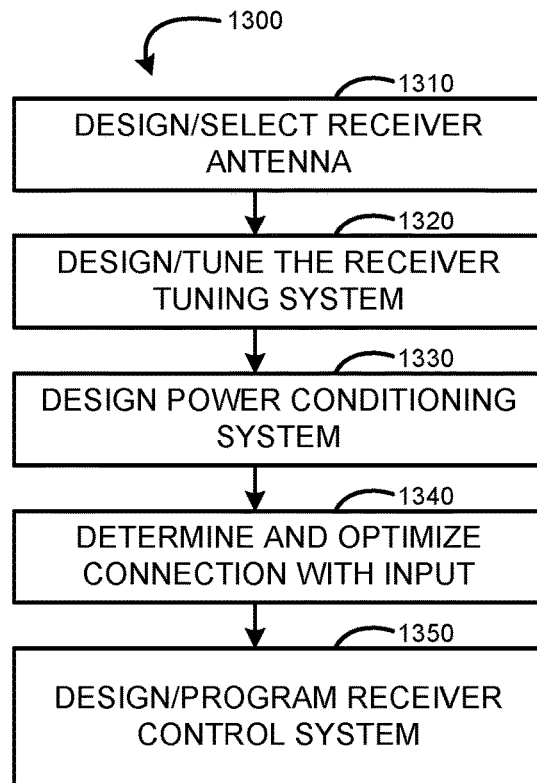 1300
1310
DESIGN/SELECT RECEIVER
ANTENNA
1320
DESIGN/TUNE THE RECEIVER
TUNING SYSTEM
1330
DESIGN POWER CONDITIONING
SYSTEM
1340
DETERMINE AND OPTIMIZE
CONNECTION WITH INPUT
1350
DESIGN/PROGRAM RECEIVER
CONTROL SYSTEM